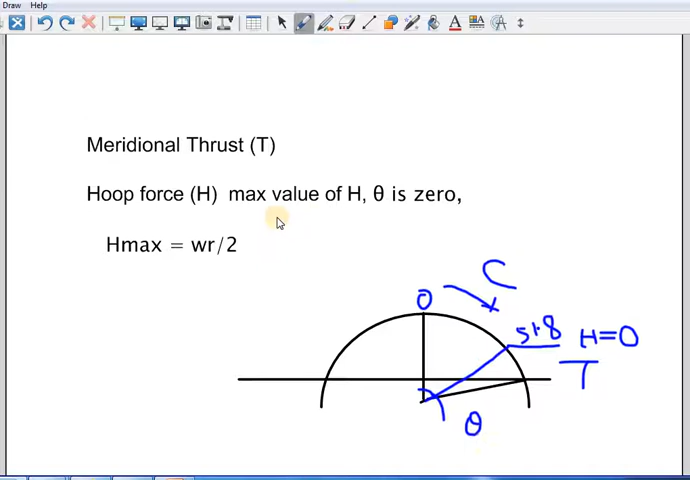 Draw Help
Meridional Thrust (T)
Hoop force (H) max value of H, θ is zero,
Hmax = wr/2
C
0
51.8 H=0
T
θ